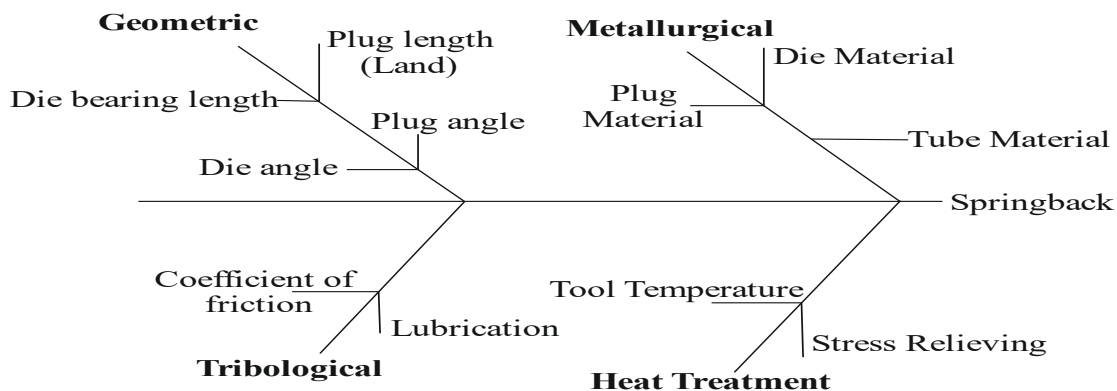 Geometric
Plug length
(Land)
Die bearing length
Plug angle
Die angle
Metallurgical
Die Material
Plug
Material
Tube Material
Springback
Coefficient of
friction
Lubrication
Tribological
Tool Temperature
Stress Relieving
Heat Treatment